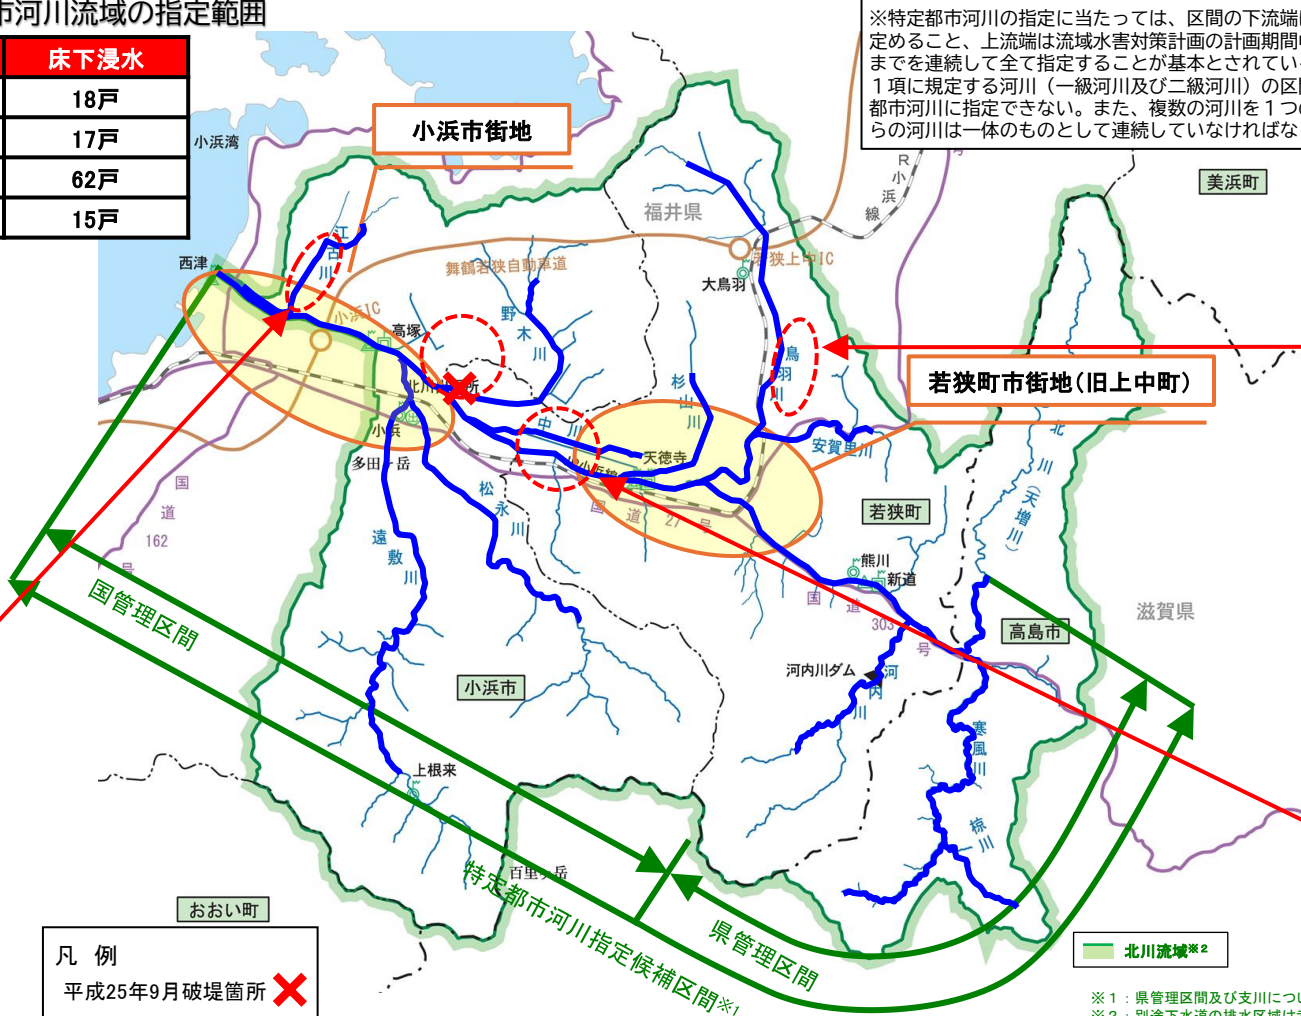 市河川流域の指定範囲
床下浸水
18戸
17戸
62戸
15戸
※特定都市河川の指定に当たっては、区間の下流端
定めること、上流端は流域水害対策計画の計画期間
までを連続して全て指定することが基本とされてい
１項に規定する河川（一級河川及び二級河川）の区
都市河川に指定できない。また、複数の河川を１つ
らの河川は一体のものとして連続していなければな
小浜市街地
小浜湾
福井県
R小浜線
美浜町
江古川
西津
舞鶴若狭自動車道
若狭上中IC
大鳥羽
小浜IC
高塚
野木川
鳥羽川
若狭町市街地(旧上中町)
杉山川
小浜
中川
天徳寺
安賀里川
北川(天増川)
多田ヶ岳
松永川
国道27号
若狭町
国道162号
遠敷川
熊川
新道
国道303号
高島市
滋賀県
国管理区間
河内川ダム
河内川
小浜市
寒風川
上根来
椋川
百里ヶ岳
特定都市河川指定候補区間※1
県管理区間
おおい町
凡 例
平成25年9月破堤箇所
北川流域※2
※１：県管理区間及び支川につ